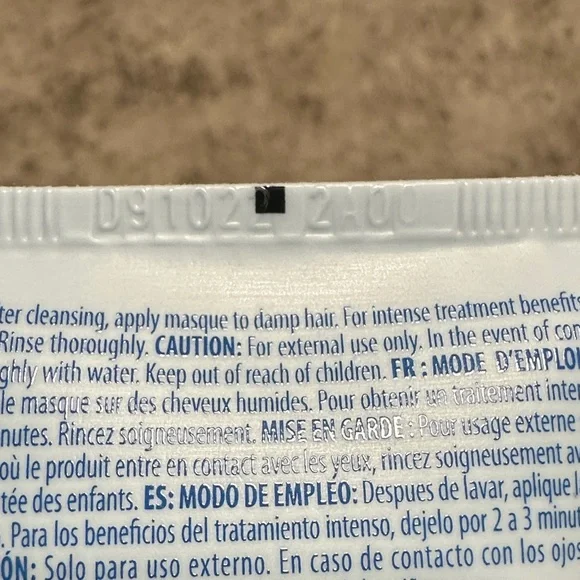 ter cleansing, apply masque to damp hair. For intense treatment benefits
Rinse thoroughly. CAUTION: For external use only. In the event of con
ghly with water. Keep out of reach of children. FR : MODE D'EMPLOI
le masque sur des cheveux humides. Pour obtenir un traitement inten
nutes. Rincez soigneusement. MISE EN GARDE : Pour usage externe
où le produit entre en contact avec les yeux, rincez soigneusement av
tée des enfants. ES: MODO DE EMPLEO: Despues de lavar, aplique l
. Para los beneficios del tratamiento intenso, dejelo por 2 a 3 minut
ÓN: Solo para uso externo. En caso de contacto con los ojos